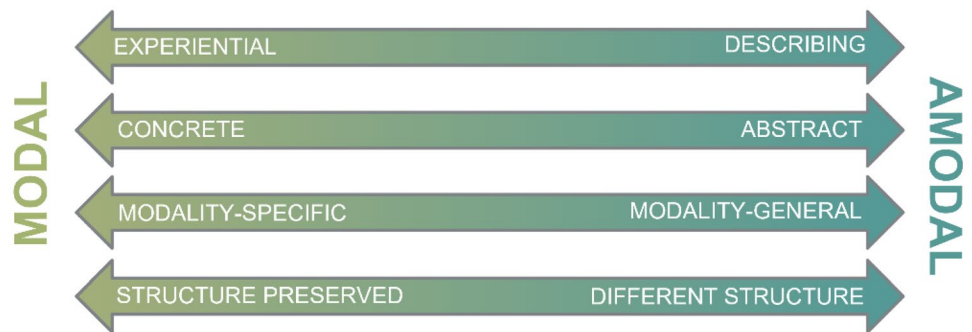 MODAL
EXPERIENTIAL DESCRIBING
CONCRETE ABSTRACT
MODALITY-SPECIFIC MODALITY-GENERAL
STRUCTURE PRESERVED DIFFERENT STRUCTURE
AMODAL